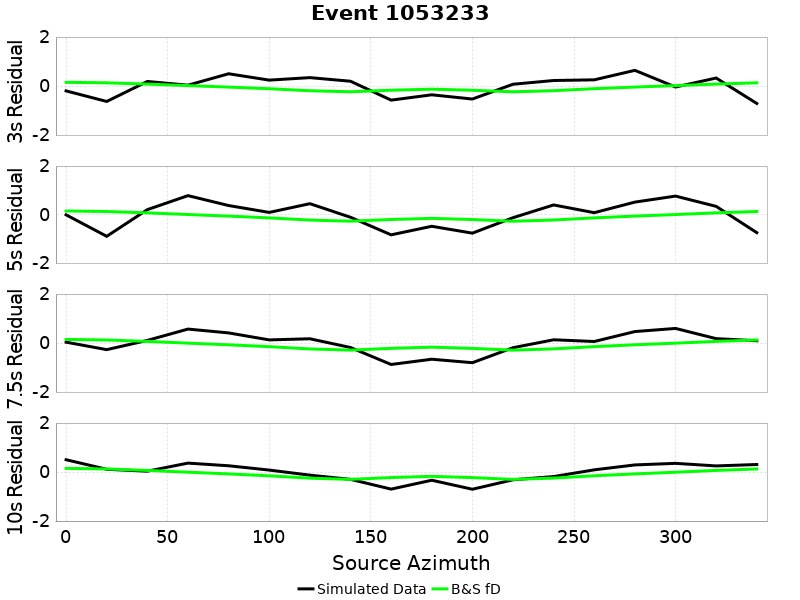 Event 1053233
3s Residual
2
0
-2
5s Residual
2
0
-2
7.5s Residual
2
0
-2
10s Residual
2
0
-2
0 50 100 150 200 250 300
Source Azimuth
Simulated Data B&S fD